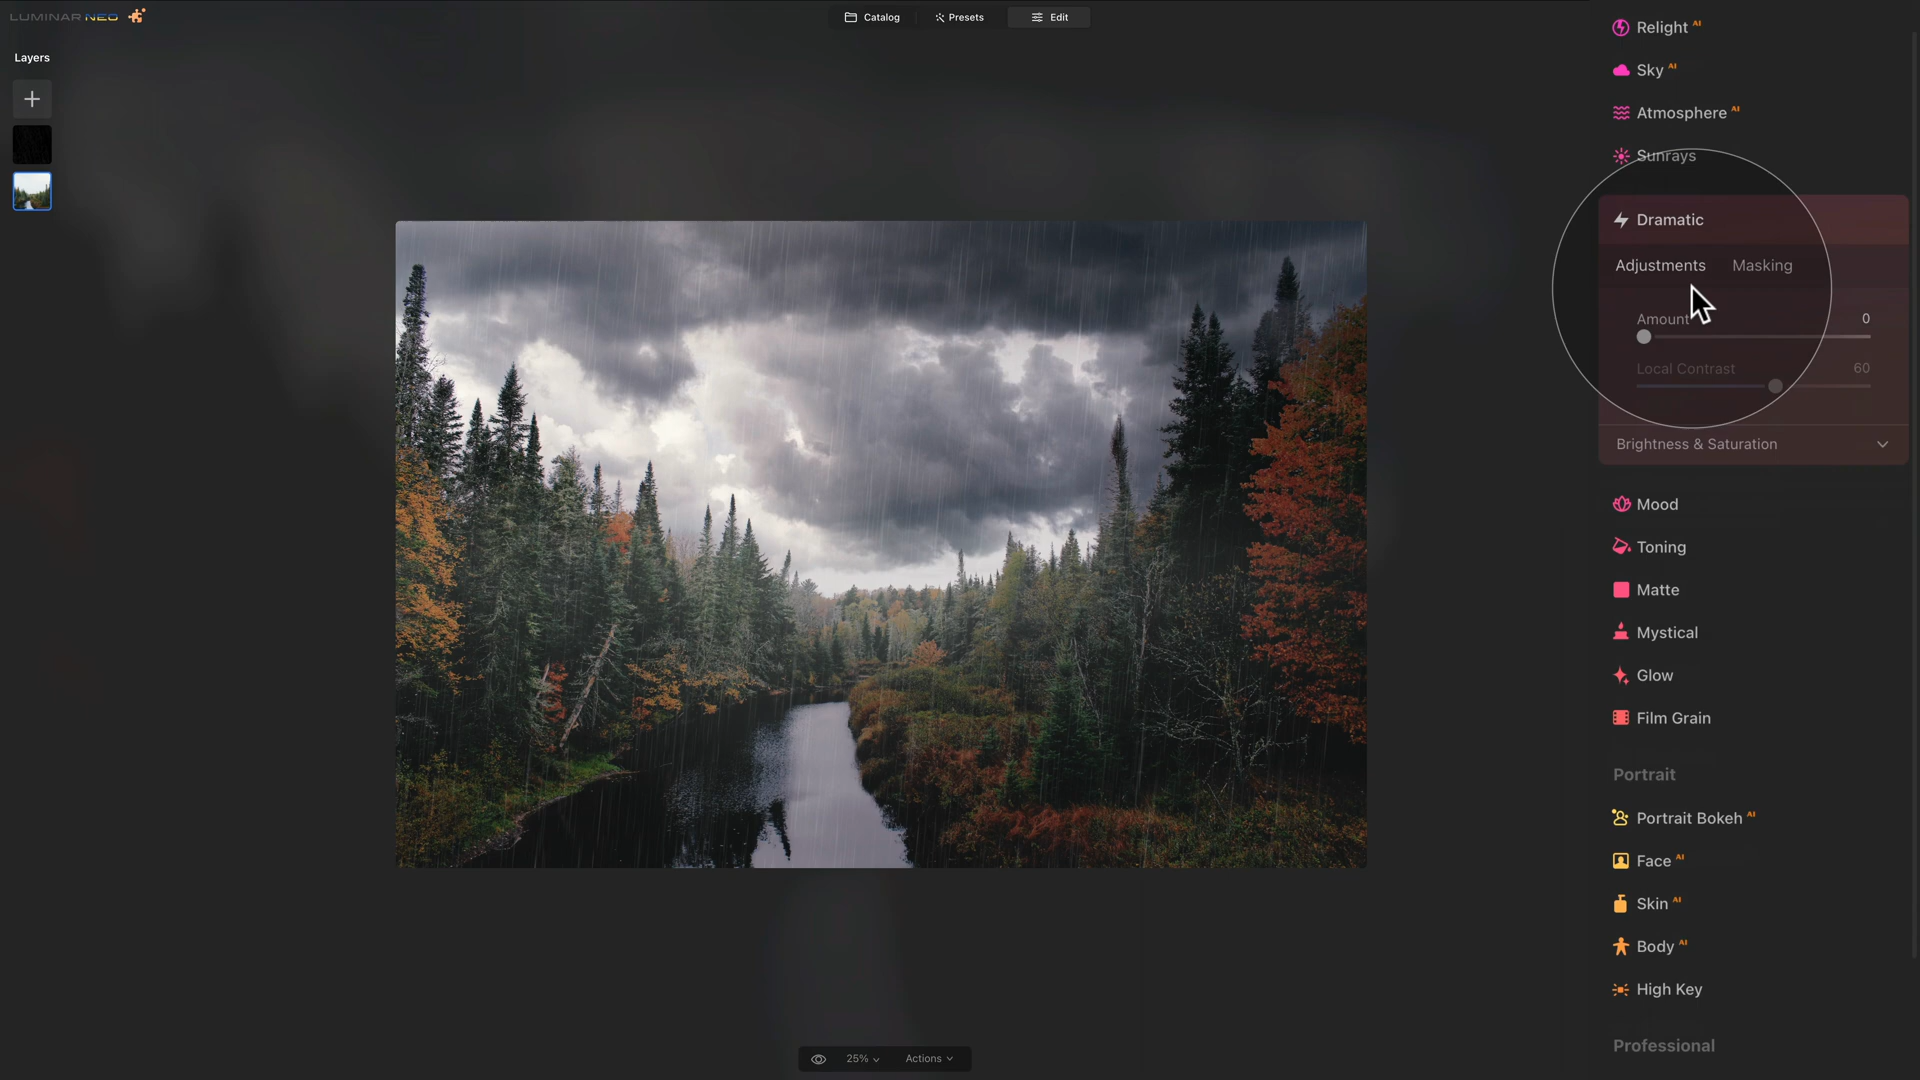 LUMINAR NEO
Catalog
Presets
Edit
Layers
Relight AI
Sky AI
Atmosphere AI
Sunrays
Dramatic
Adjustments
Masking
Amount
0
Local Contrast
60
Brightness & Saturation
Mood
Toning
Matte
Mystical
Glow
Film Grain
Portrait
Portrait Bokeh AI
Face AI
Skin AI
Body AI
High Key
Professional
25%
Actions